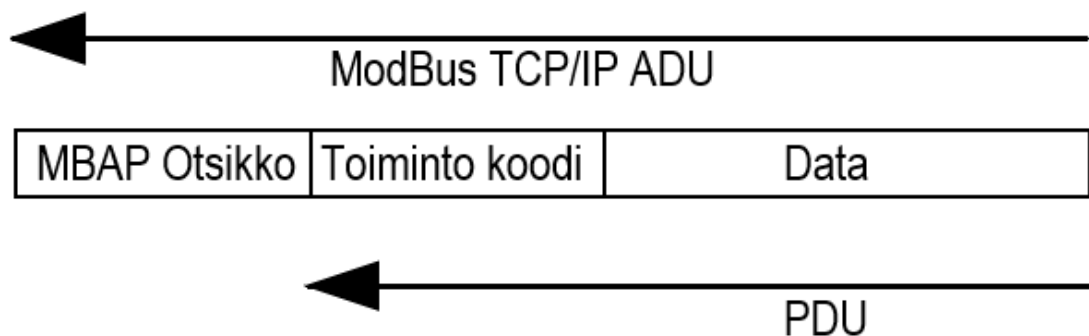 ModBus TCP/IP ADU
MBAP Otsikko Toiminto koodi Data
PDU